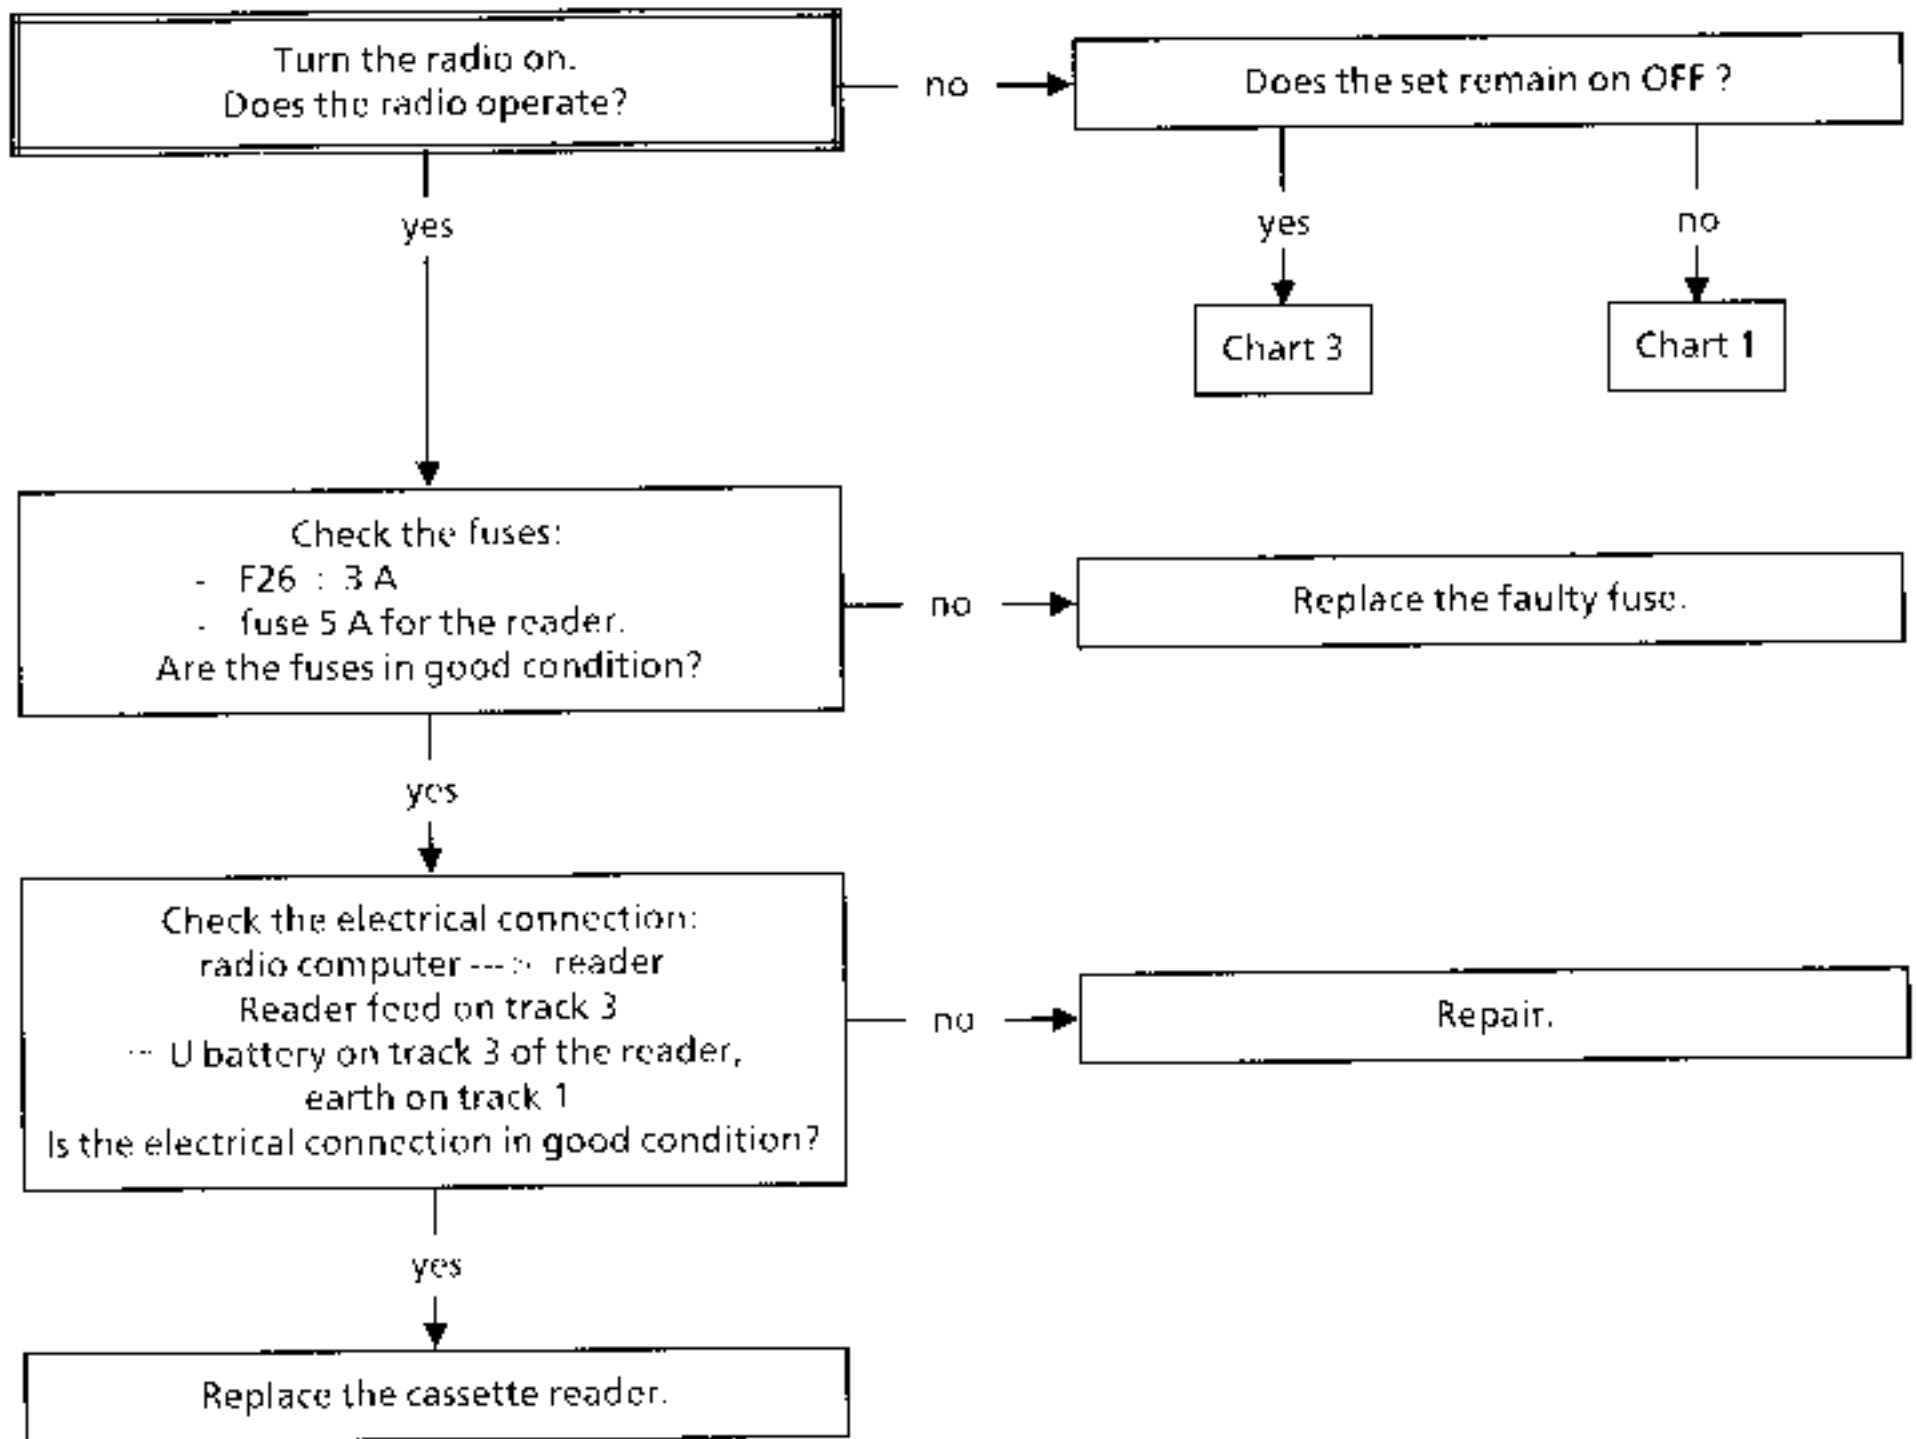 Turn the radio on.
Does the radio operate?
no
Does the set remain on OFF ?
yes
yes
no
Chart 3
Chart 1
Check the fuses:
- F26 : 3 A
- fuse 5 A for the reader.
Are the fuses in good condition?
no
Replace the faulty fuse.
yes
Check the electrical connection:
radio computer ---> reader
Reader feed on track 3
-- U battery on track 3 of the reader,
earth on track 1
Is the electrical connection in good condition?
no
Repair.
yes
Replace the cassette reader.